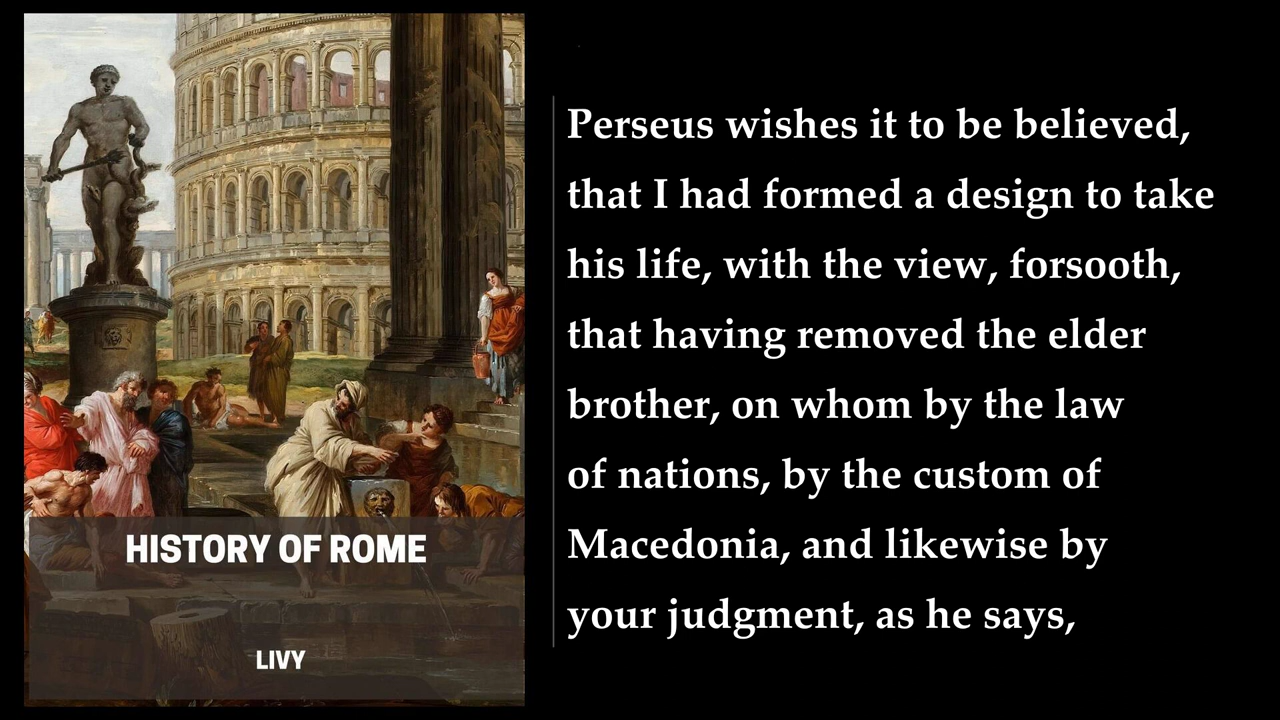 HISTORY OF ROME
LIVY
Perseus wishes it to be believed,
that I had formed a design to take
his life, with the view, forsooth,
that having removed the elder
brother, on whom by the law
of nations, by the custom of
Macedonia, and likewise by
your judgment, as he says,